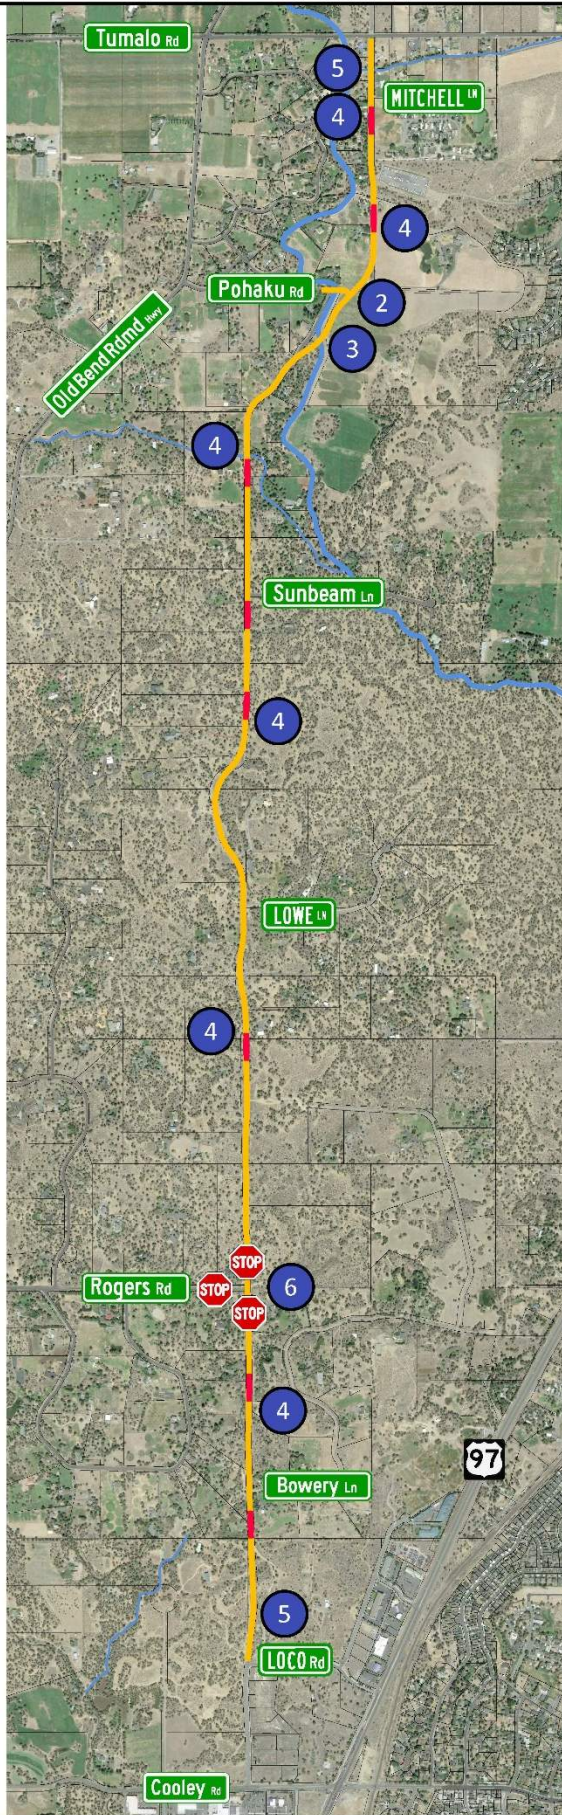 Tumalo Rd
5
MITCHELL LN
4
4
Pohaku Rd
2
Old Bend Rdmd Hwy
3
4
Sunbeam Ln
4
LOWE LN
4
STOP
Rogers Rd
STOP
6
STOP
4
97
Bowery Ln
5
LOCO Rd
Cooley Rd